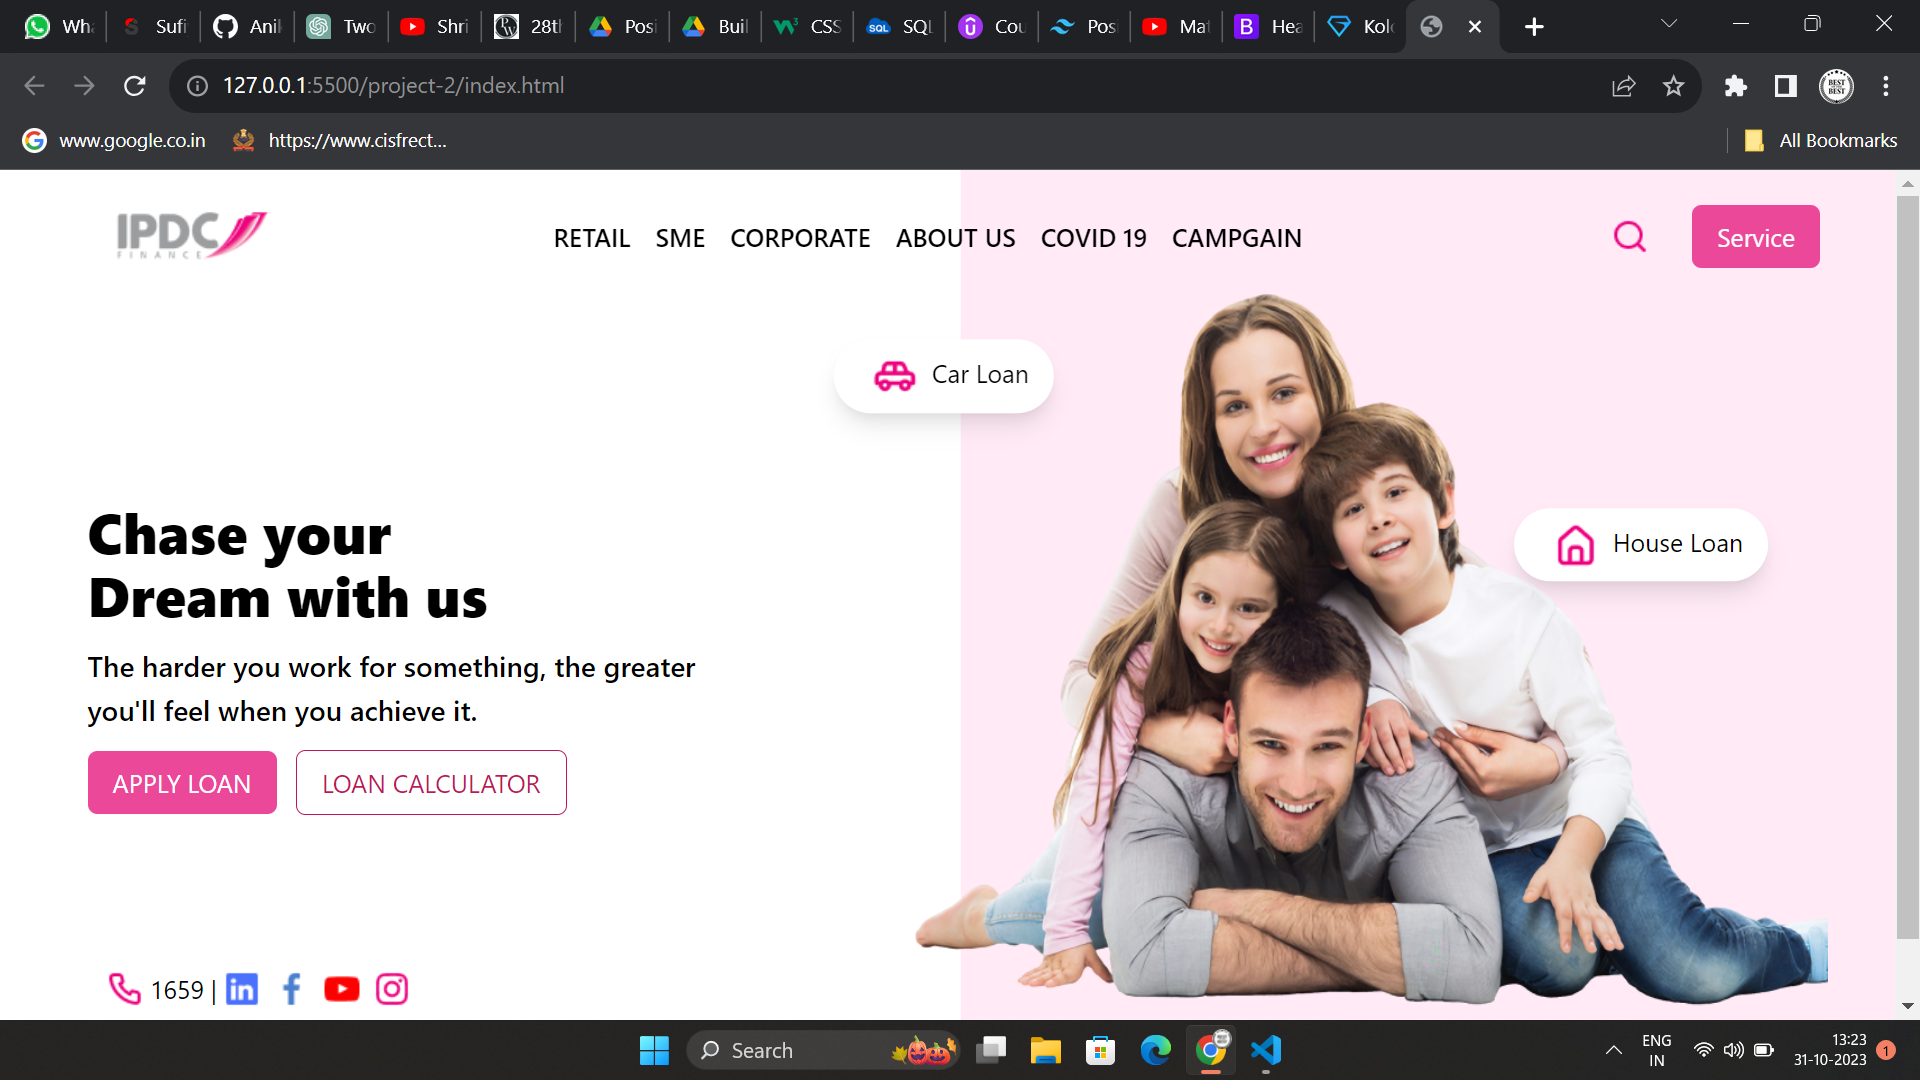 Wha
Sufi
Anik
Two
Shri
28th
Posi
Buil
CSS
SQL
Cou
Pos
Mat
Hea
Kol
127.0.0.1:5500/project-2/index.html
www.google.co.in
https://www.cisfrect...
All Bookmarks
IPDC
FINANCE
RETAIL SME CORPORATE ABOUT US COVID 19 CAMPGAIN
Service
Car Loan
House Loan
Chase your
Dream with us
The harder you work for something, the greater
you'll feel when you achieve it.
APPLY LOAN LOAN CALCULATOR
1659 |
Search
ENG
IN
13:23
31-10-2023
1